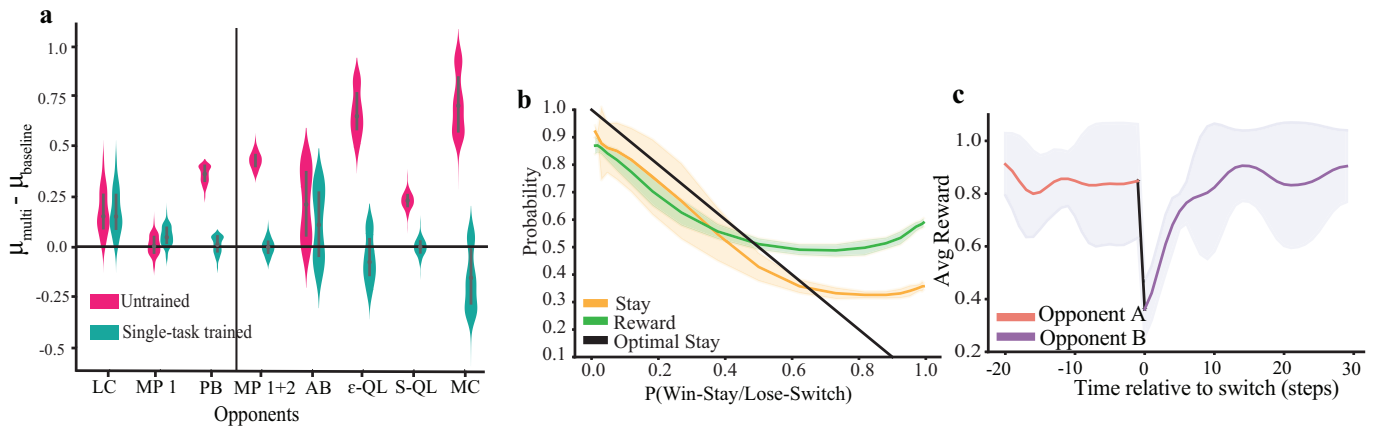 a
μmulti - μbaseline
1.0
0.75
0.5
0.25
0.0
-0.25
-0.5
Untrained
Single-task trained
LC MP 1 PB MP 1+2 AB ε-QL S-QL MC
Opponents
b
Probability
1.0
0.9
0.8
0.7
0.6
0.5
0.4
0.3
0.2
0.1
Stay
Reward
Optimal Stay
0.0 0.2 0.4 0.6 0.8 1.0
P(Win-Stay/Lose-Switch)
c
Avg Reward
1.0
0.8
0.6
0.4
0.2
Opponent A
Opponent B
-20 -10 0 10 20 30
Time relative to switch (steps)